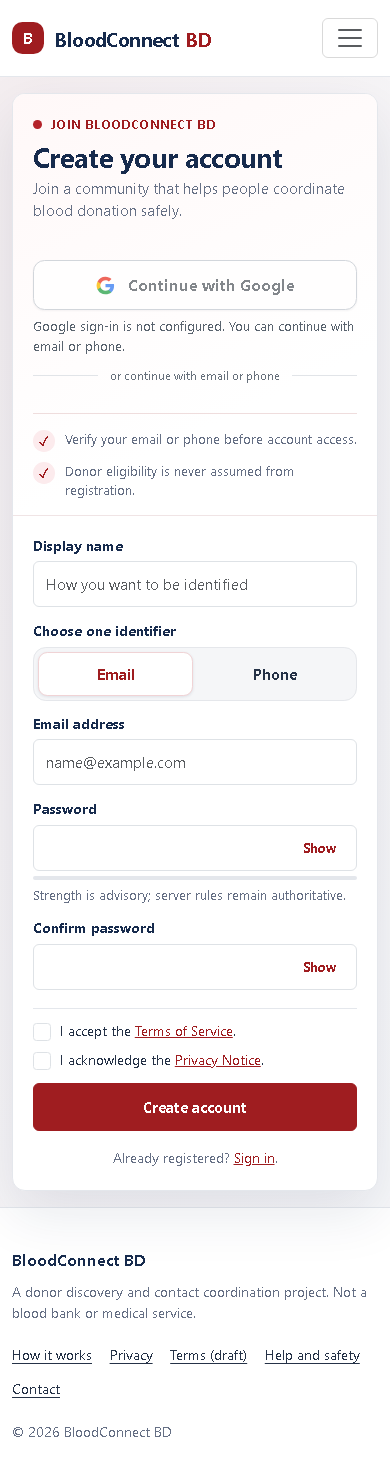 B BloodConnect BD
JOIN BLOODCONNECT BD
Create your account
Join a community that helps people coordinate
blood donation safely.
Continue with Google
Google sign-in is not configured. You can continue with
email or phone.
or continue with email or phone
Verify your email or phone before account access.
Donor eligibility is never assumed from
registration.
Display name
How you want to be identified
Choose one identifier
Email Phone
Email address
name@example.com
Password
Show
Strength is advisory; server rules remain authoritative.
Confirm password
Show
I accept the Terms of Service.
I acknowledge the Privacy Notice.
Create account
Already registered? Sign in.
BloodConnect BD
A donor discovery and contact coordination project. Not a
blood bank or medical service.
How it works Privacy Terms (draft) Help and safety
Contact
© 2026 BloodConnect BD